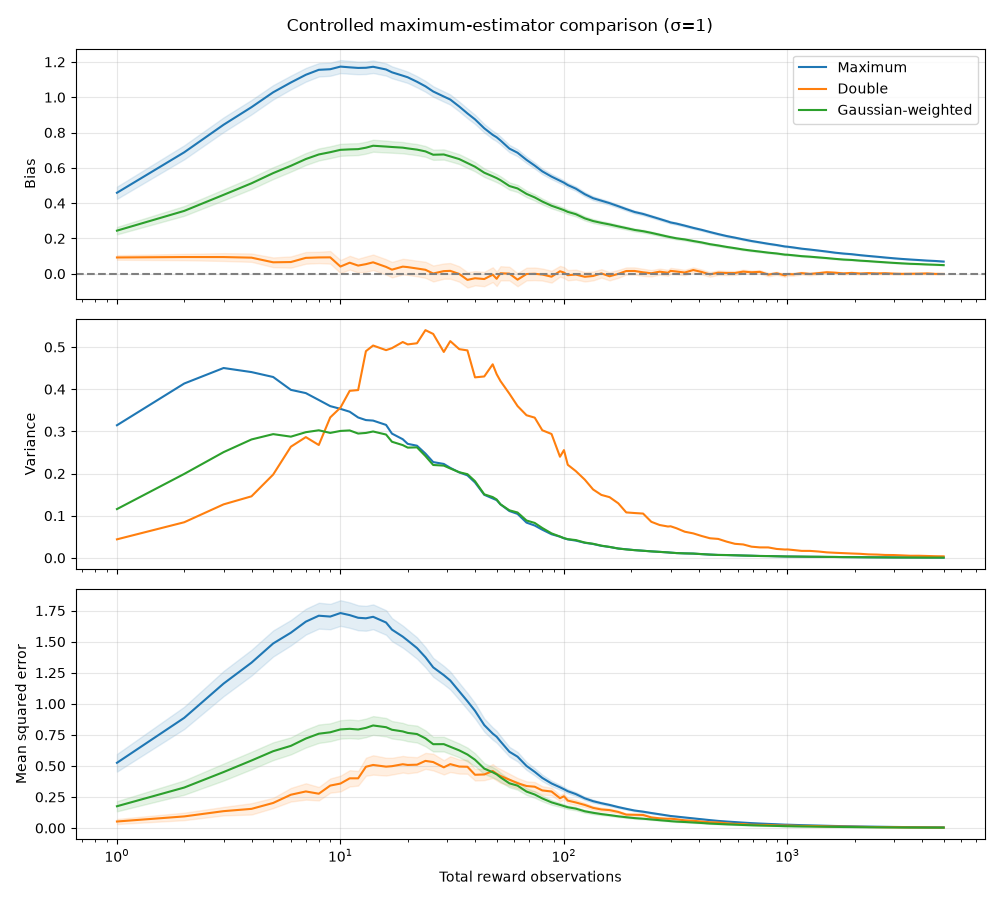 Controlled maximum-estimator comparison (σ=1)
Bias
1.2
1.0
0.8
0.6
0.4
0.2
0.0
Maximum
Double
Gaussian-weighted
Variance
0.5
0.4
0.3
0.2
0.1
0.0
Mean squared error
1.75
1.50
1.25
1.00
0.75
0.50
0.25
0.00
10⁰ 10¹ 10² 10³
Total reward observations